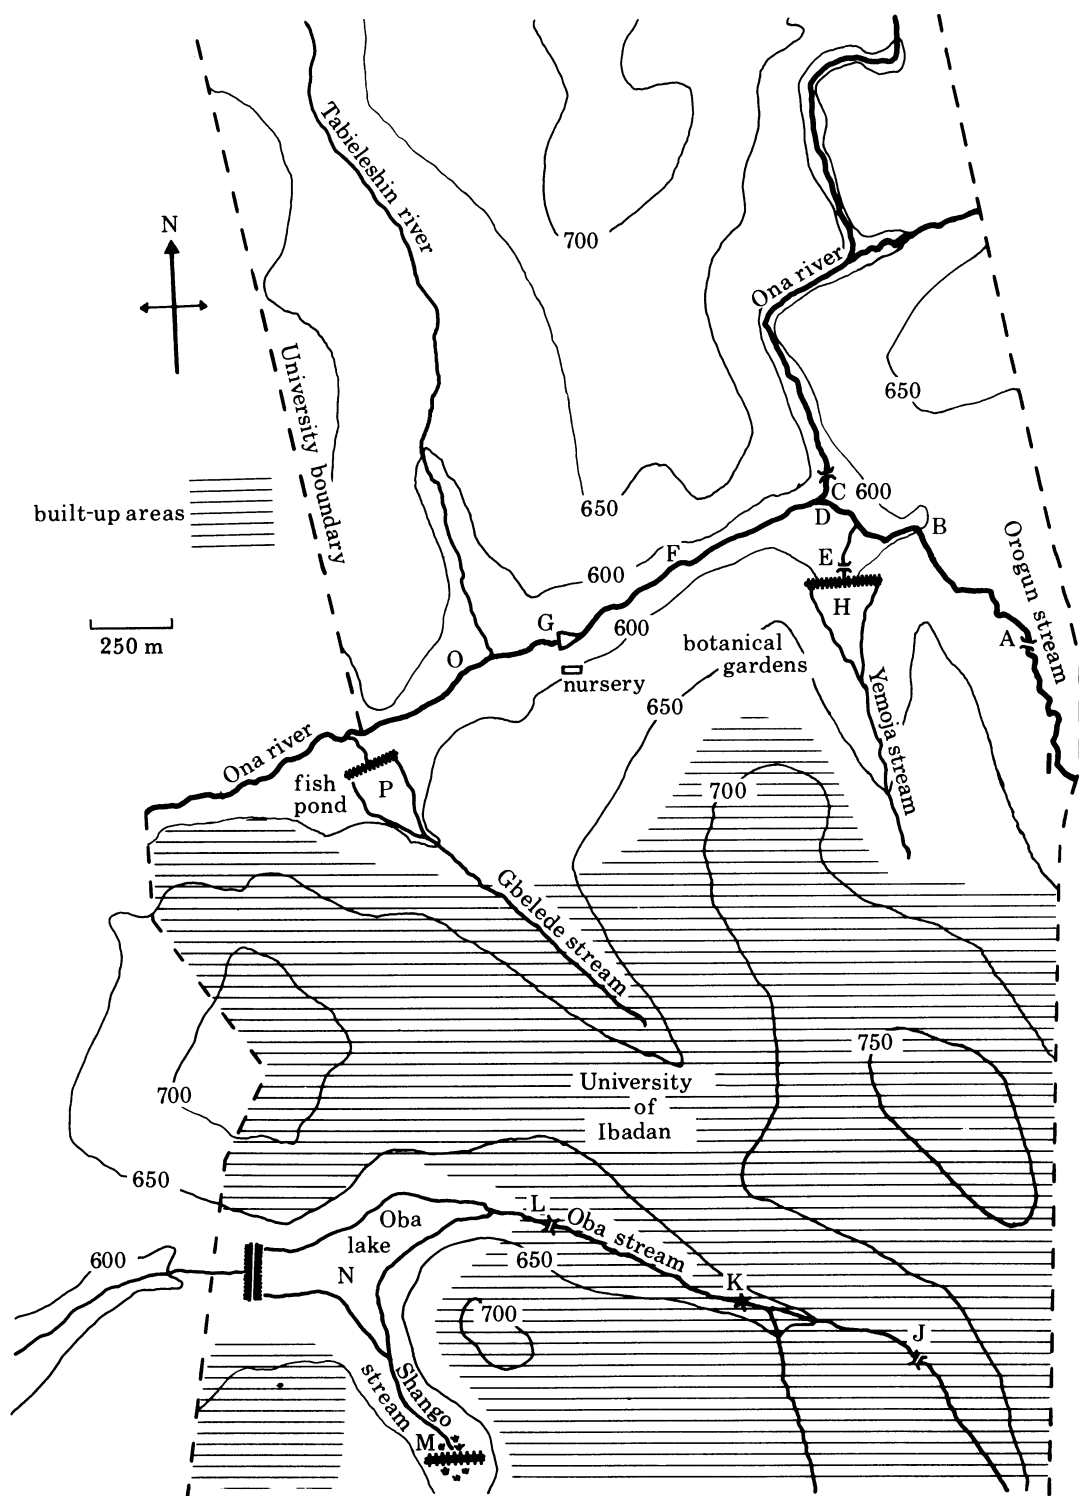 Tabieleshin river
N
700
Ona river
University boundary
650
built-up areas
C
600
650
D
B
Orogun stream
F
E
600
250 m
G
600
H
A
botanical
gardens
O
nursery
650
Yemoja stream
Ona river
fish
pond
P
700
Gbelede stream
750
700
University
of
Ibadan
650
L
Oba
lake
Oba stream
600
N
650
K
700
J
Shango
stream
M